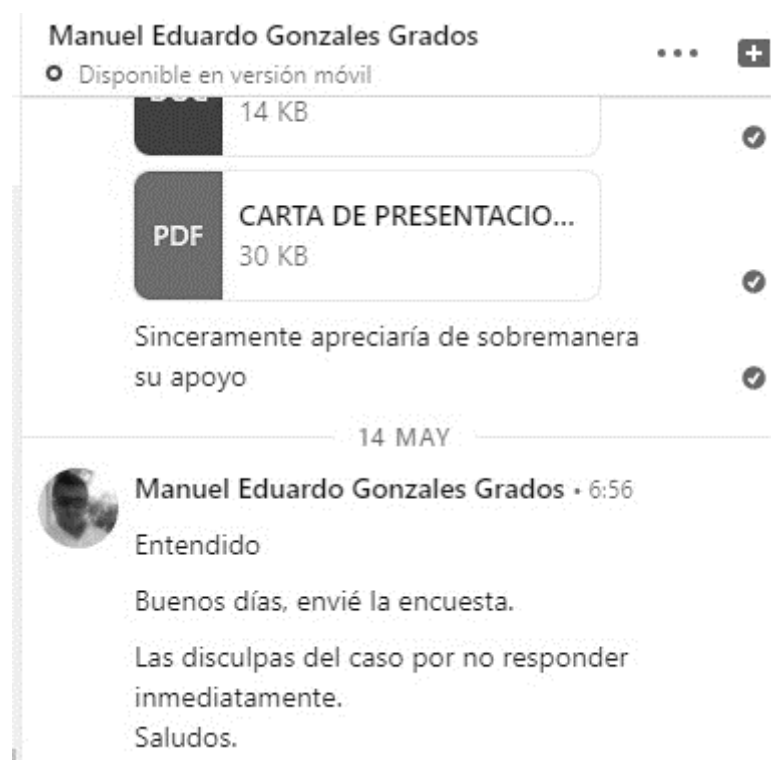 Manuel Eduardo Gonzales Grados
Disponible en versión móvil
14 KB
PDF
CARTA DE PRESENTACIO...
30 KB
Sinceramente apreciaría de sobremanera
su apoyo
14 MAY
Manuel Eduardo Gonzales Grados • 6:56
Entendido
Buenos días, envié la encuesta.
Las disculpas del caso por no responder
inmediatamente.
Saludos.